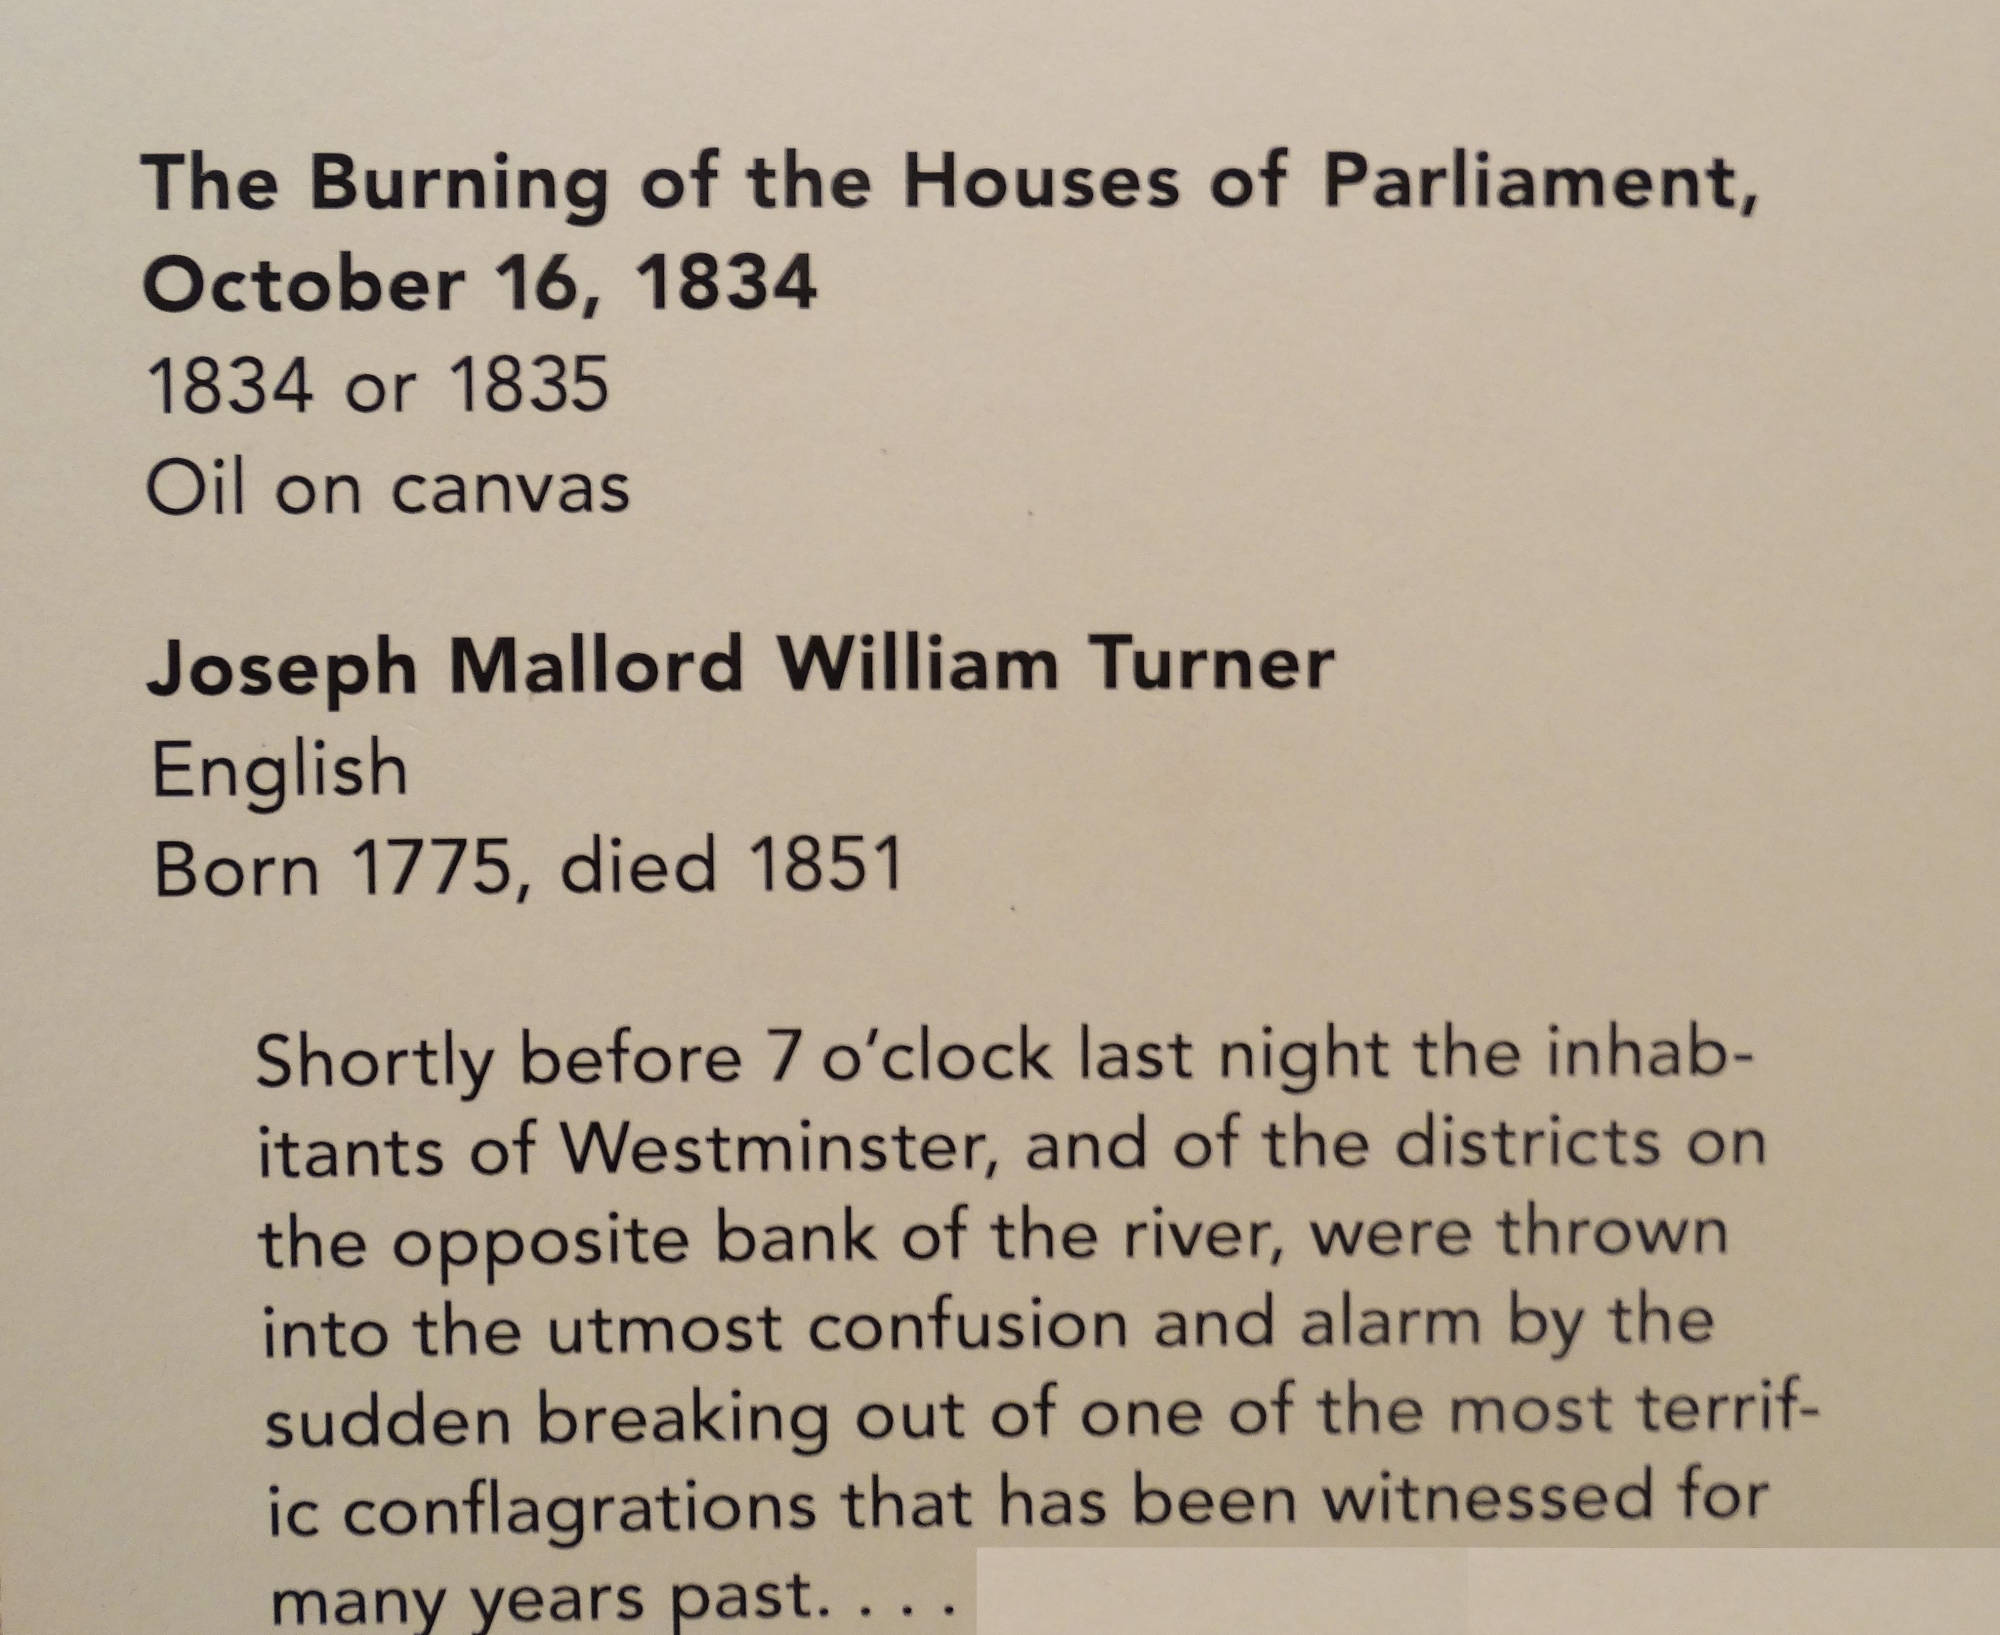 The Burning of the Houses of Parliament,
October 16, 1834
1834 or 1835
Oil on canvas
Joseph Mallord William Turner
English
Born 1775, died 1851
Shortly before 7 o’clock last night the inhab-
itants of Westminster, and of the districts on
the opposite bank of the river, were thrown
into the utmost confusion and alarm by the
sudden breaking out of one of the most terrif-
ic conflagrations that has been witnessed for
many years past. . . .